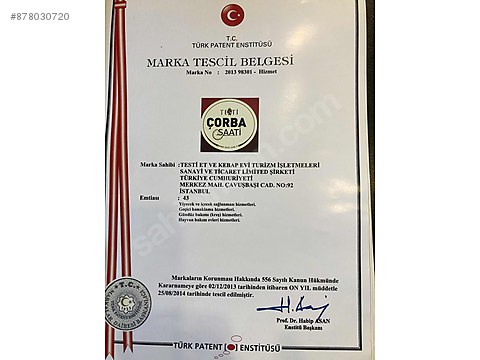 #878030720
T.C.
TÜRK PATENT ENSTİTÜSÜ
MARKA TESCİL BELGESİ
Marka No : 2013 98301 - Hizmet
TESTİ
ÇORBA
SAATİ
Marka Sahibi :TESTİ ET VE KEBAP EVİ TURİZM İŞLETMELERİ
SANAYİ VE TİCARET LİMİTED ŞİRKETİ
TÜRKİYE CUMHURİYETİ
MERKEZ MAH. ÇAVUŞBAŞI CAD. NO:92
İSTANBUL
Emtiası : 43
Yiyecek ve içecek sağlanması hizmetleri.
Geçici konaklama hizmetleri.
Gündüz bakımı (kreş) hizmetleri.
Hayvan bakım evleri hizmetleri.
Markaların Korunması Hakkında 556 Sayılı Kanun Hükmünde
Kararnameye göre 02/12/2013 tarihinden itibaren ON YIL müddetle
25/08/2014 tarihinde tescil edilmiştir.
Prof. Dr. Habip ASAN
Enstitü Başkanı
T.C.
TÜRK PATENT ENSTİTÜSÜ